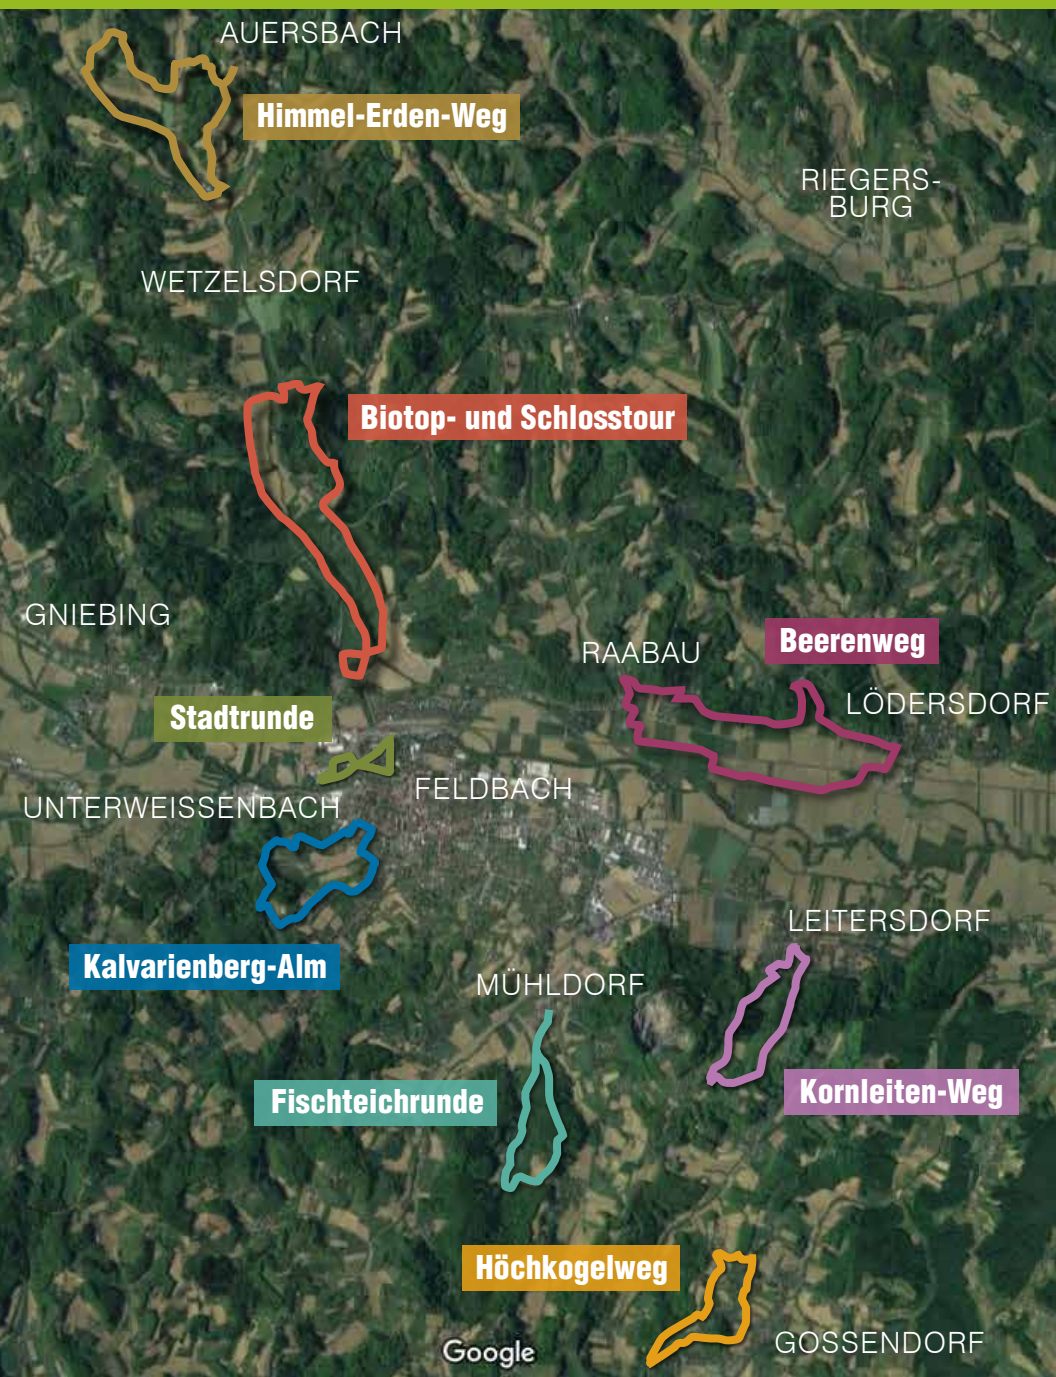 AUERSBACH
Himmel-Erden-Weg
RIEGERS-
BURG
WETZELSDORF
Biotop- und Schlosstour
GNIEBING
RAABAU
Beerenweg
LÖDERSDORF
Stadtrunde
FELDBACH
UNTERWEISSENBACH
LEITERSDORF
Kalvarienberg-Alm
MÜHLDORF
Kornleiten-Weg
Fischteichrunde
Höchkogelweg
GOSSENDORF
Google